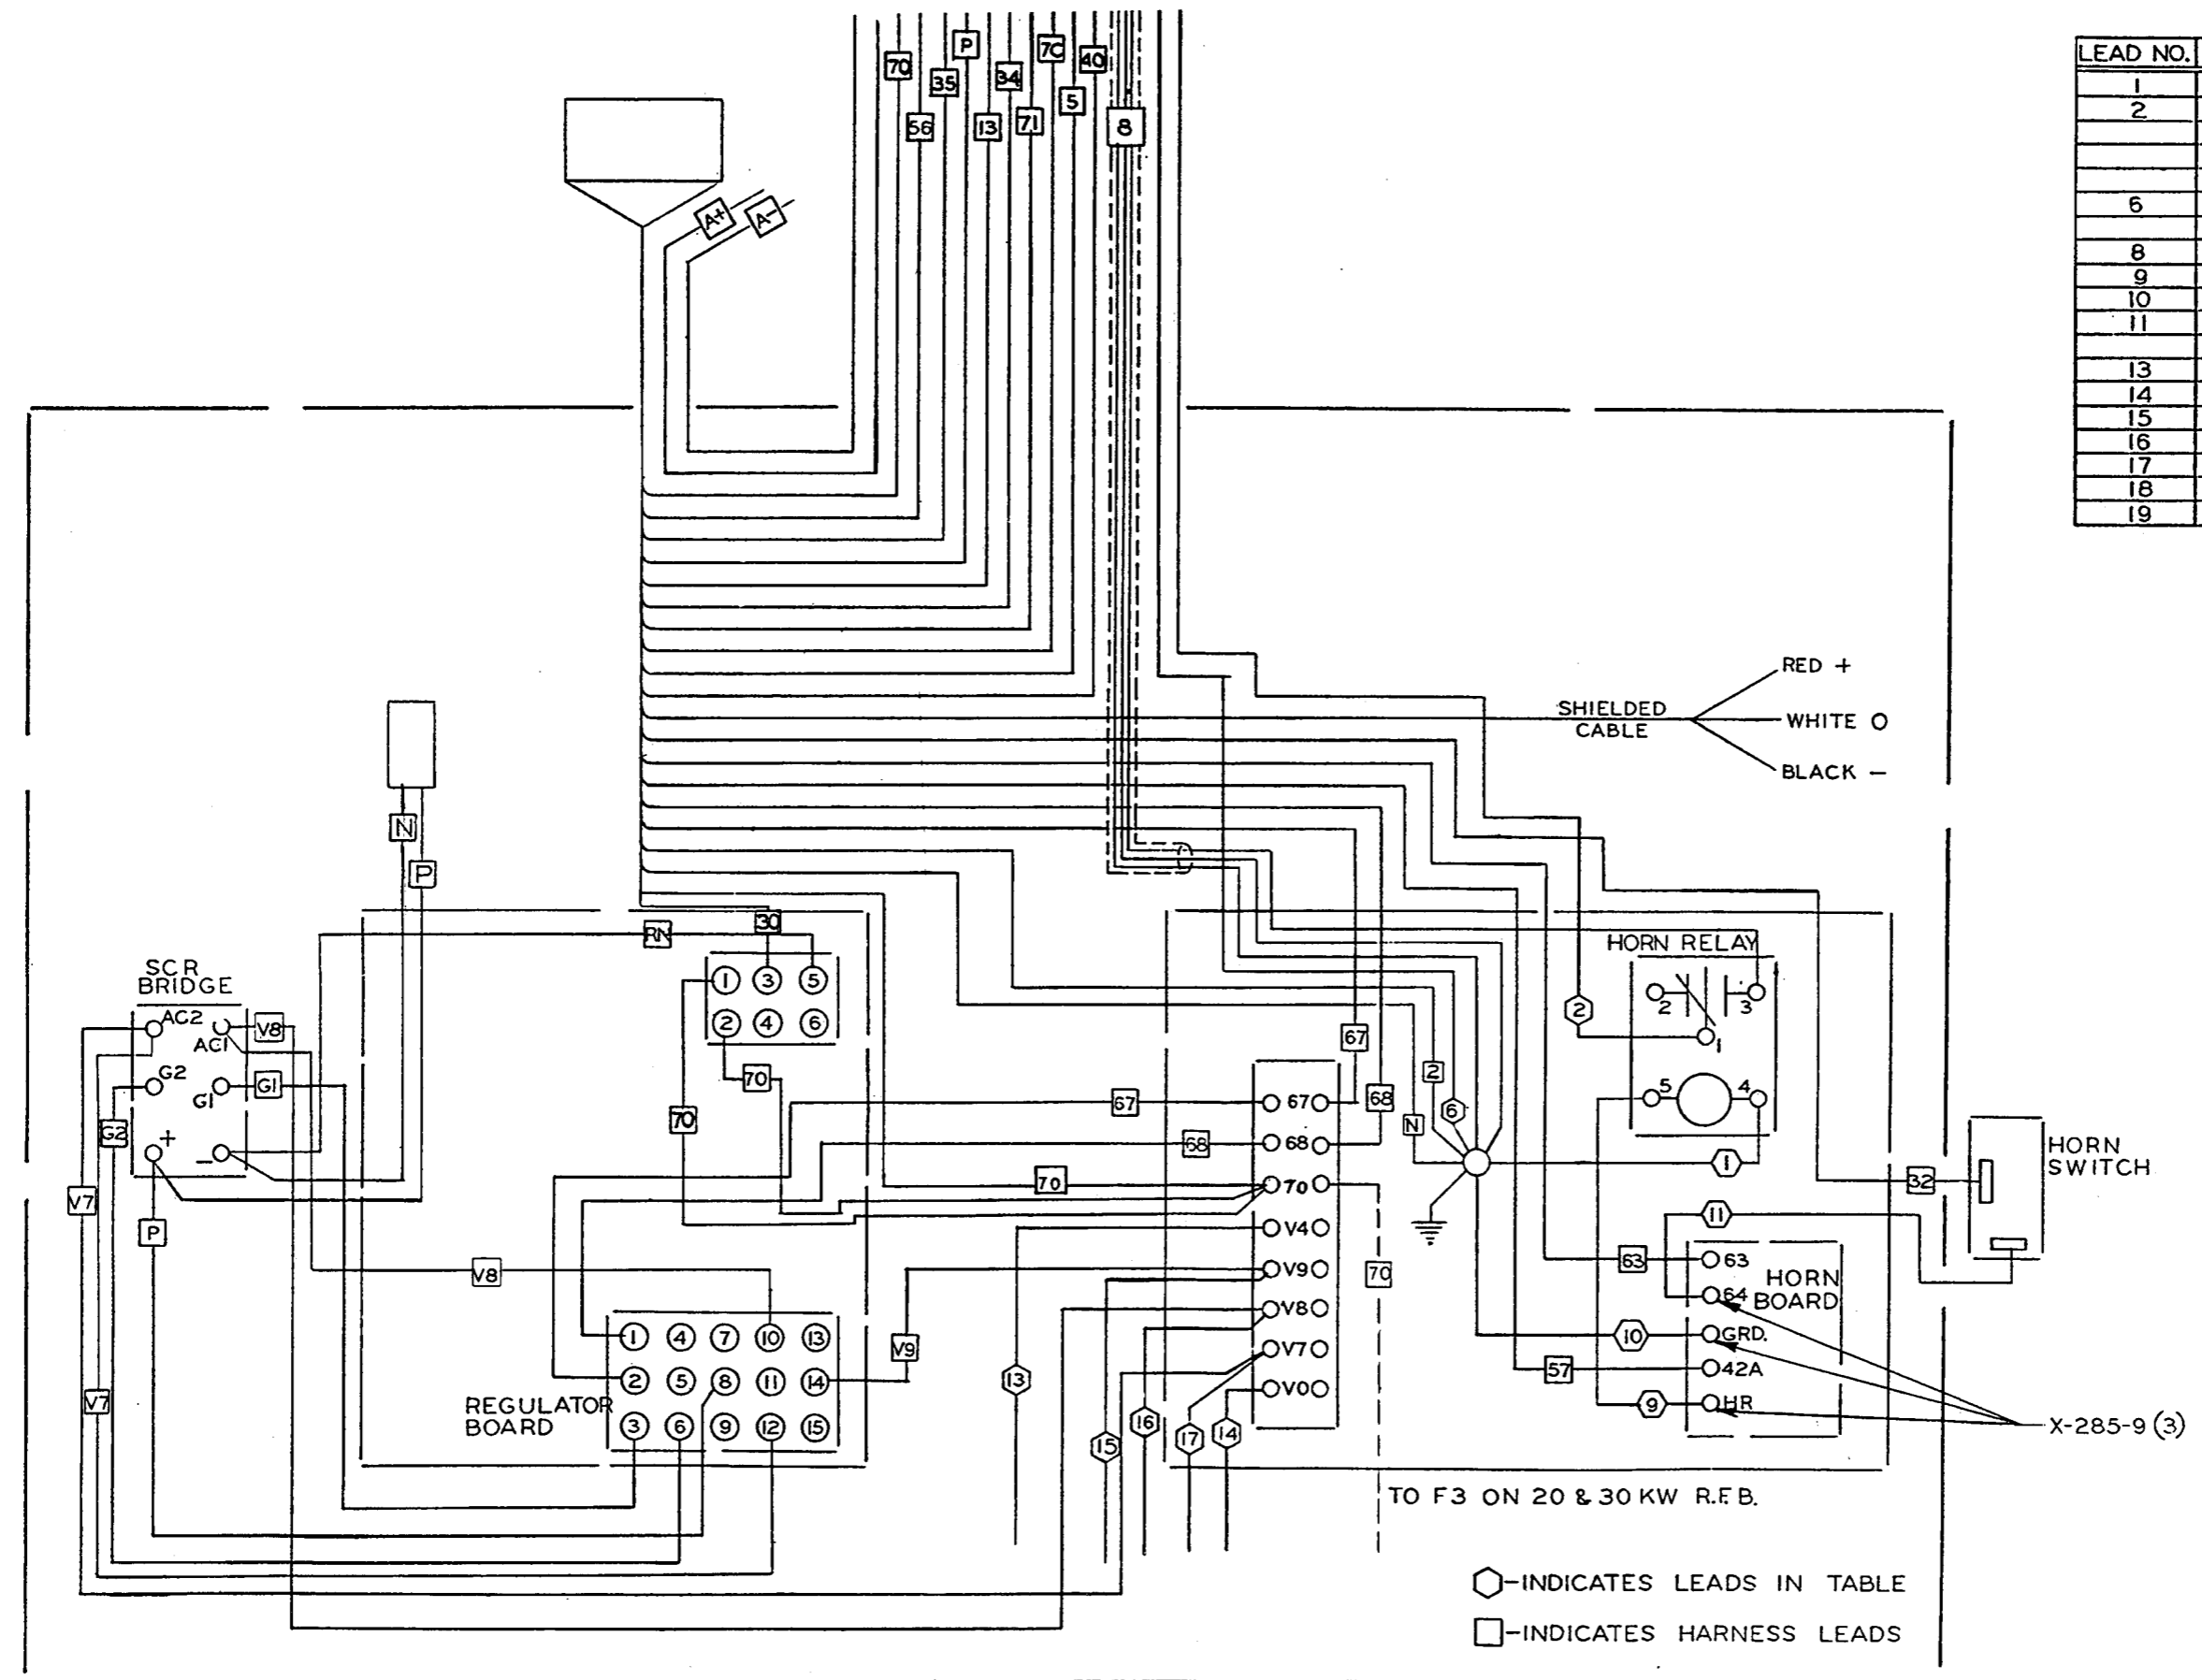 LEAD NO.
1
2
6
8
9
10
11
13
14
15
16
17
18
19
P
70
7C
40
35
34
5
56
13
71
8
A+
A-
RED +
SHIELDED
CABLE
WHITE O
BLACK -
N
P
30
RN
HORN RELAY
SCR
BRIDGE
1 3 5
2 3
2
AC2
V8
2 4 6
1
AC1
67
2
G2
G1
G1
70
5 4
67 67 68
6
70
G2
+
-
68 68
N
HORN
SWITCH
1
70 70
32
V7
P
11
V4
63 63
V8
V9
70
HORN
BOARD
64
V8
1 4 7 10 13
10 GRD.
V9
V7
2 5 8 11 14
13
57 42A
V7
REGULATOR
BOARD
V0
9 HR
3 6 9 12 15
16
15 17 14
X-285-9 (3)
TO F3 ON 20 & 30 KW R.F.B.
-INDICATES LEADS IN TABLE
-INDICATES HARNESS LEADS